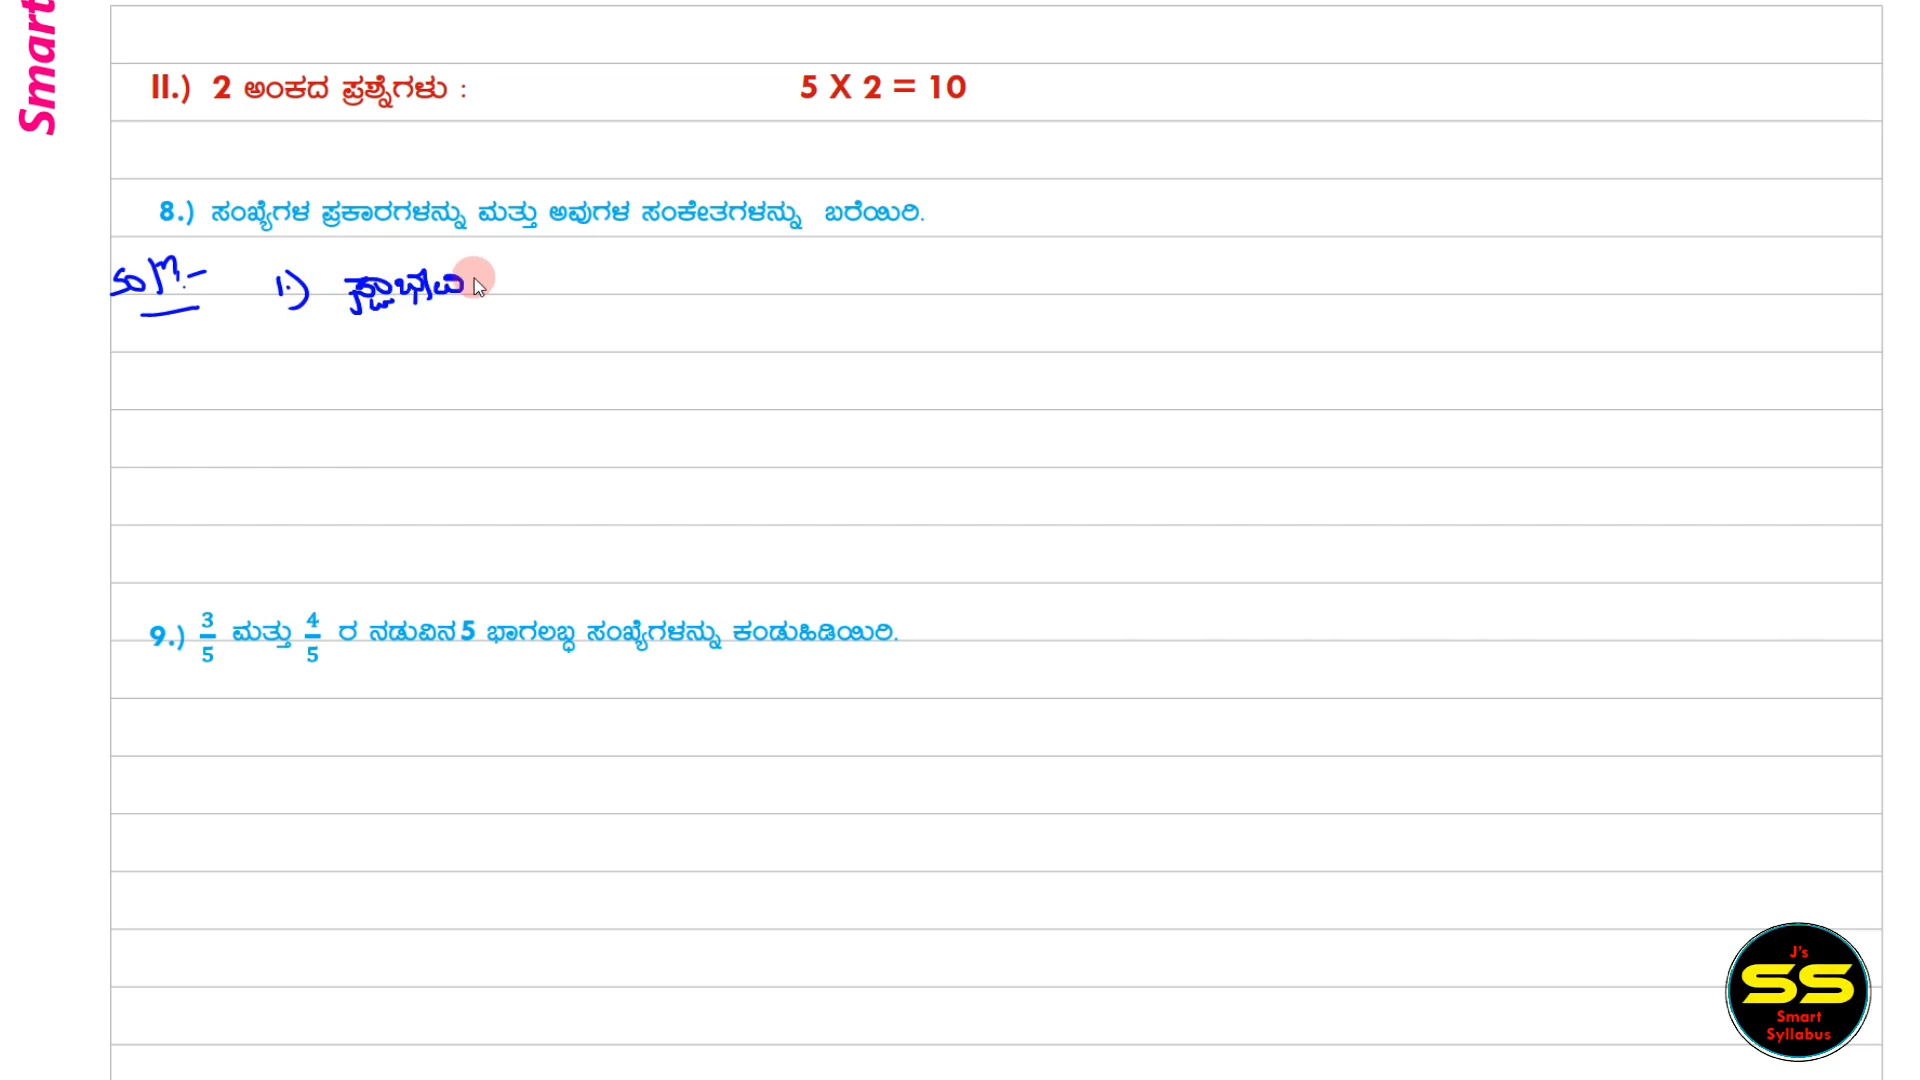 Smart
II.) 2 ಅಂಕದ ಪ್ರಶ್ನೆಗಳು : 5 X 2 = 10
8.) ಸಂಖ್ಯೆಗಳ ಪ್ರಕಾರಗಳನ್ನು ಮತ್ತು ಅವುಗಳ ಸಂಕೇತಗಳನ್ನು ಬರೆಯಿರಿ.
1.) ಸ್ವಾಭಾವ
9.) 3/5 ಮತ್ತು 4/5 ರ ನಡುವಿನ 5 ಭಾಗಲಬ್ಧ ಸಂಖ್ಯೆಗಳನ್ನು ಕಂಡುಹಿಡಿಯಿರಿ.
J's
SS
Smart
Syllabus